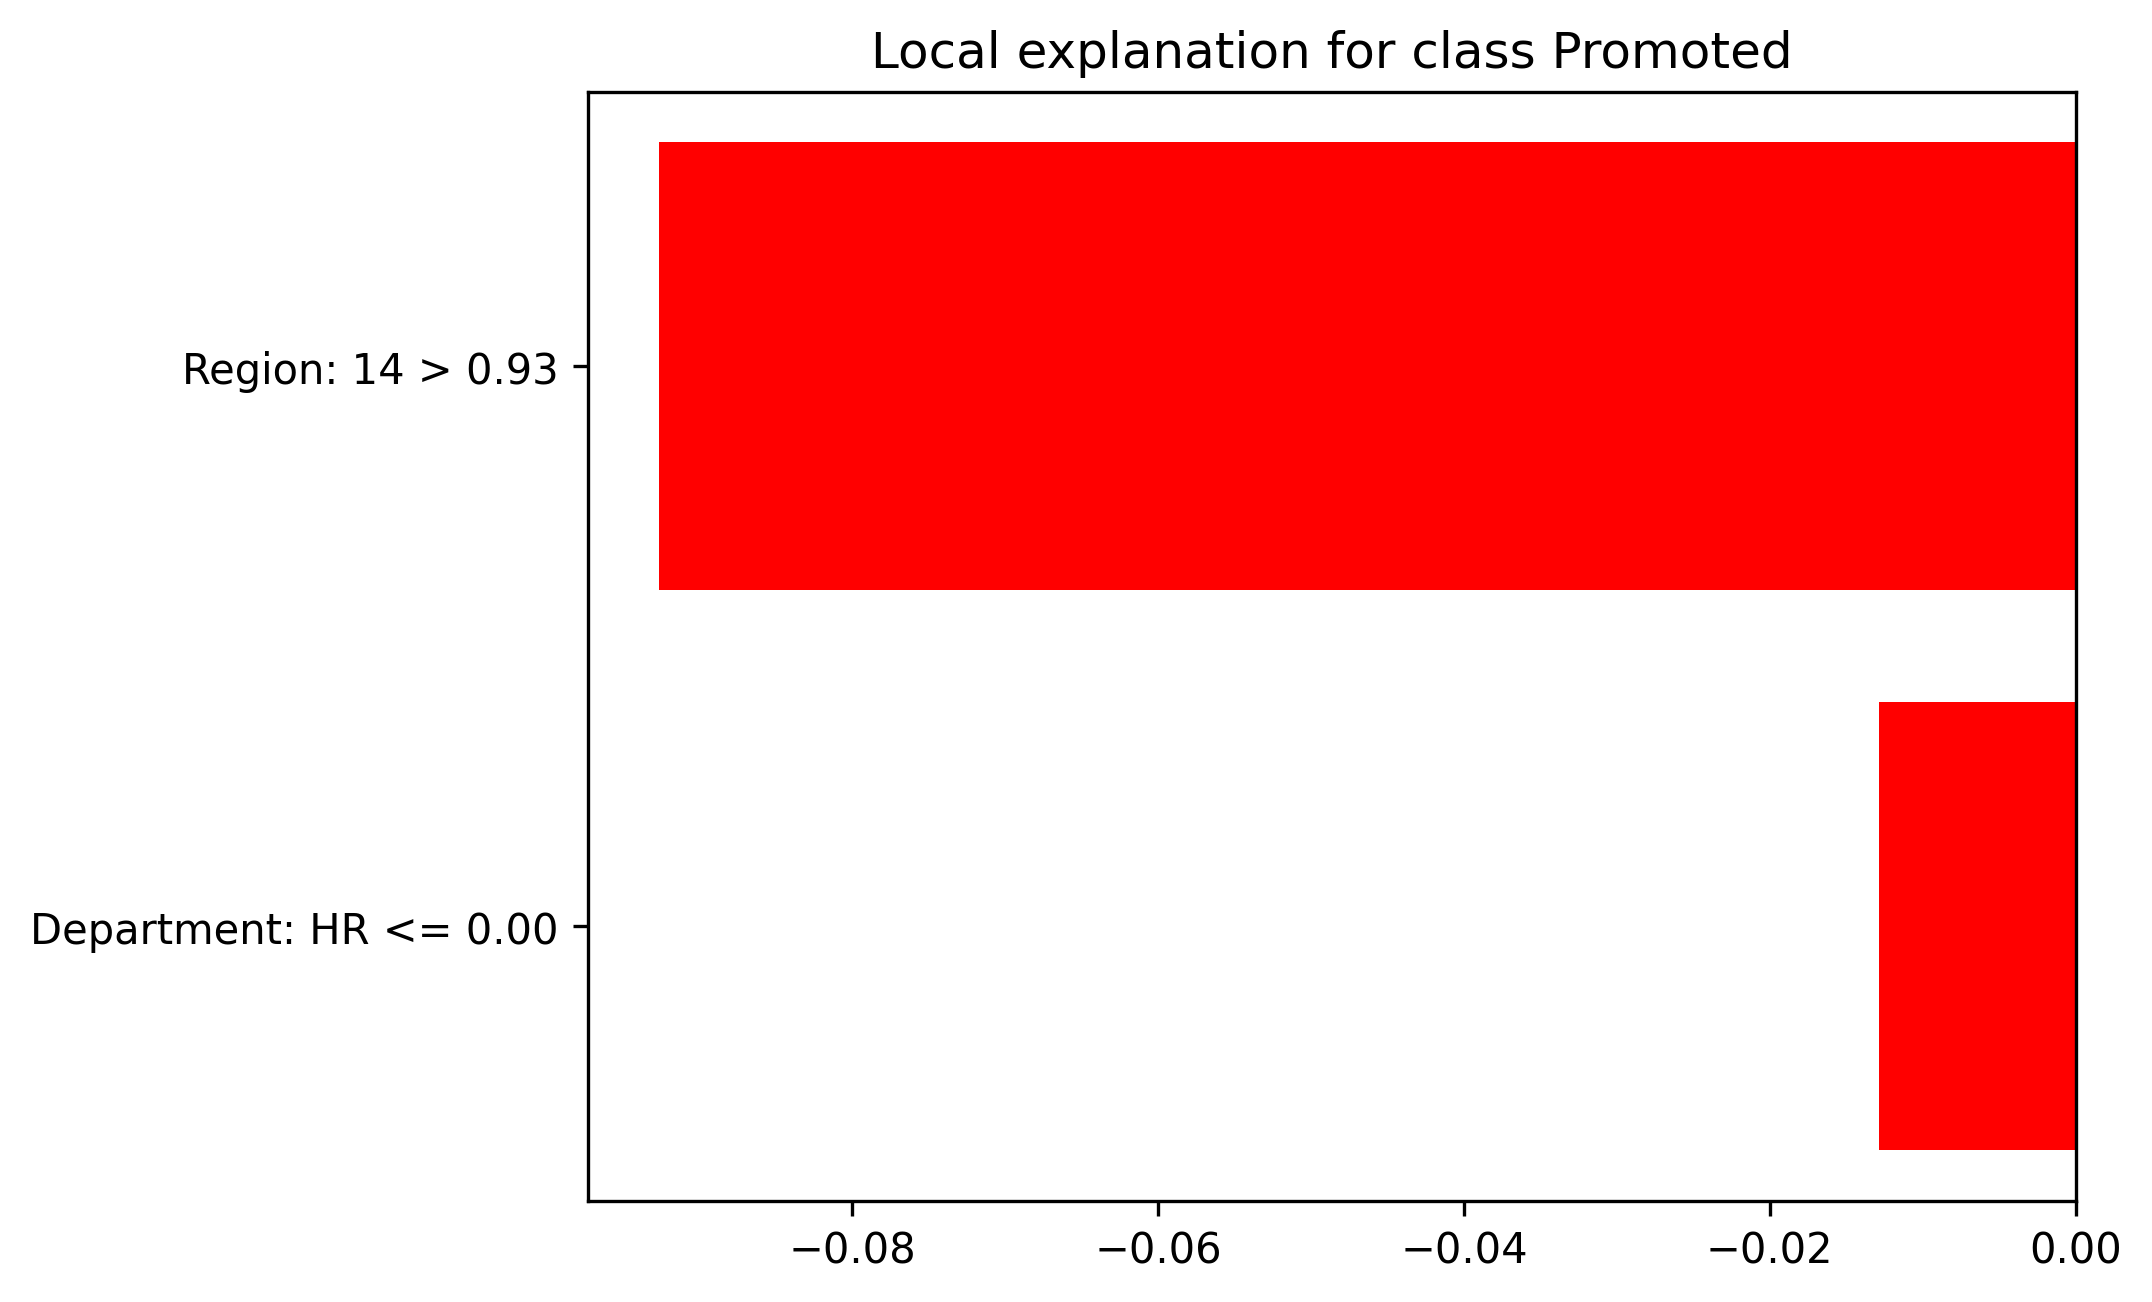 Local explanation for class Promoted
Region: 14 > 0.93
Department: HR <= 0.00
−0.08 −0.06 −0.04 −0.02 0.00